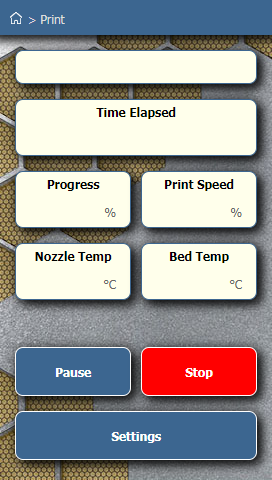 > Print
Time Elapsed
Progress
Print Speed
%
%
Nozzle Temp
Bed Temp
°C
°C
Pause
Stop
Settings